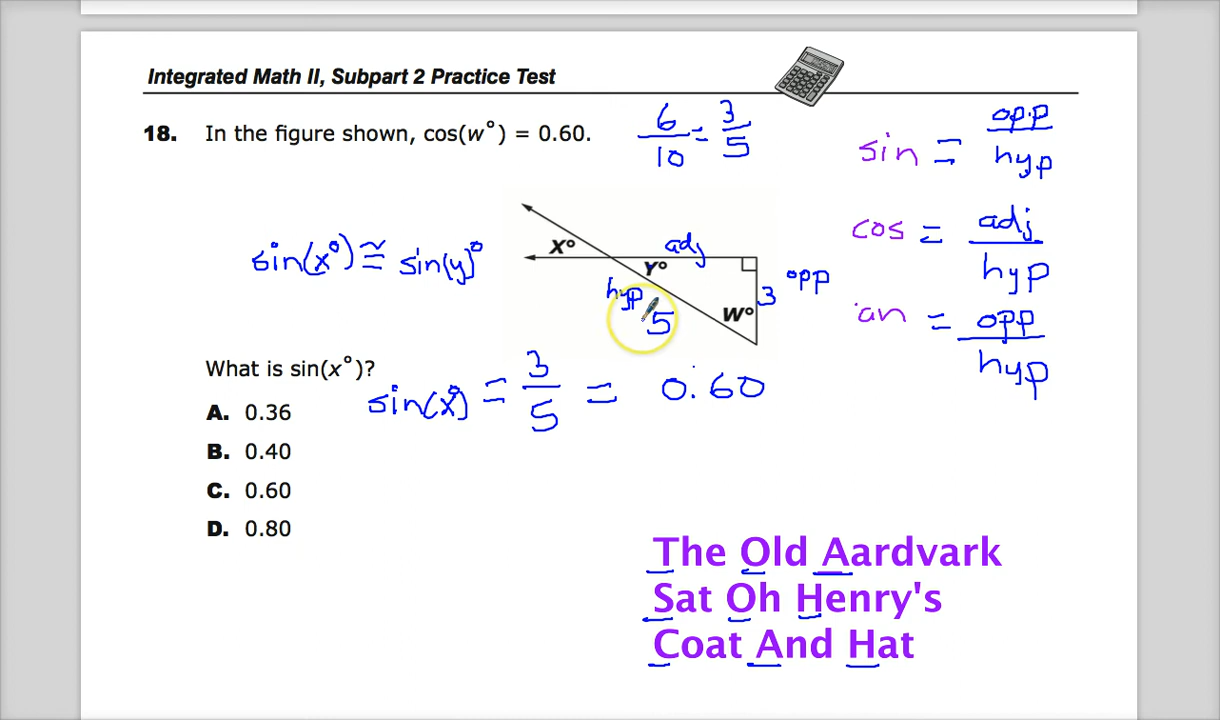 Integrated Math II, Subpart 2 Practice Test
18. In the figure shown, cos(w°) = 0.60.
6/10 = 3/5
sin = opp/hyp
cos = adj/hyp
an = opp/hyp
sin(x°) ≅ sin(y)°
X°
adj
Y°
hyp
5
W°
3
opp
What is sin(x°)?
sin(x°) = 3/5 = 0.60
A. 0.36
B. 0.40
C. 0.60
D. 0.80
The Old Aardvark
Sat Oh Henry's
Coat And Hat